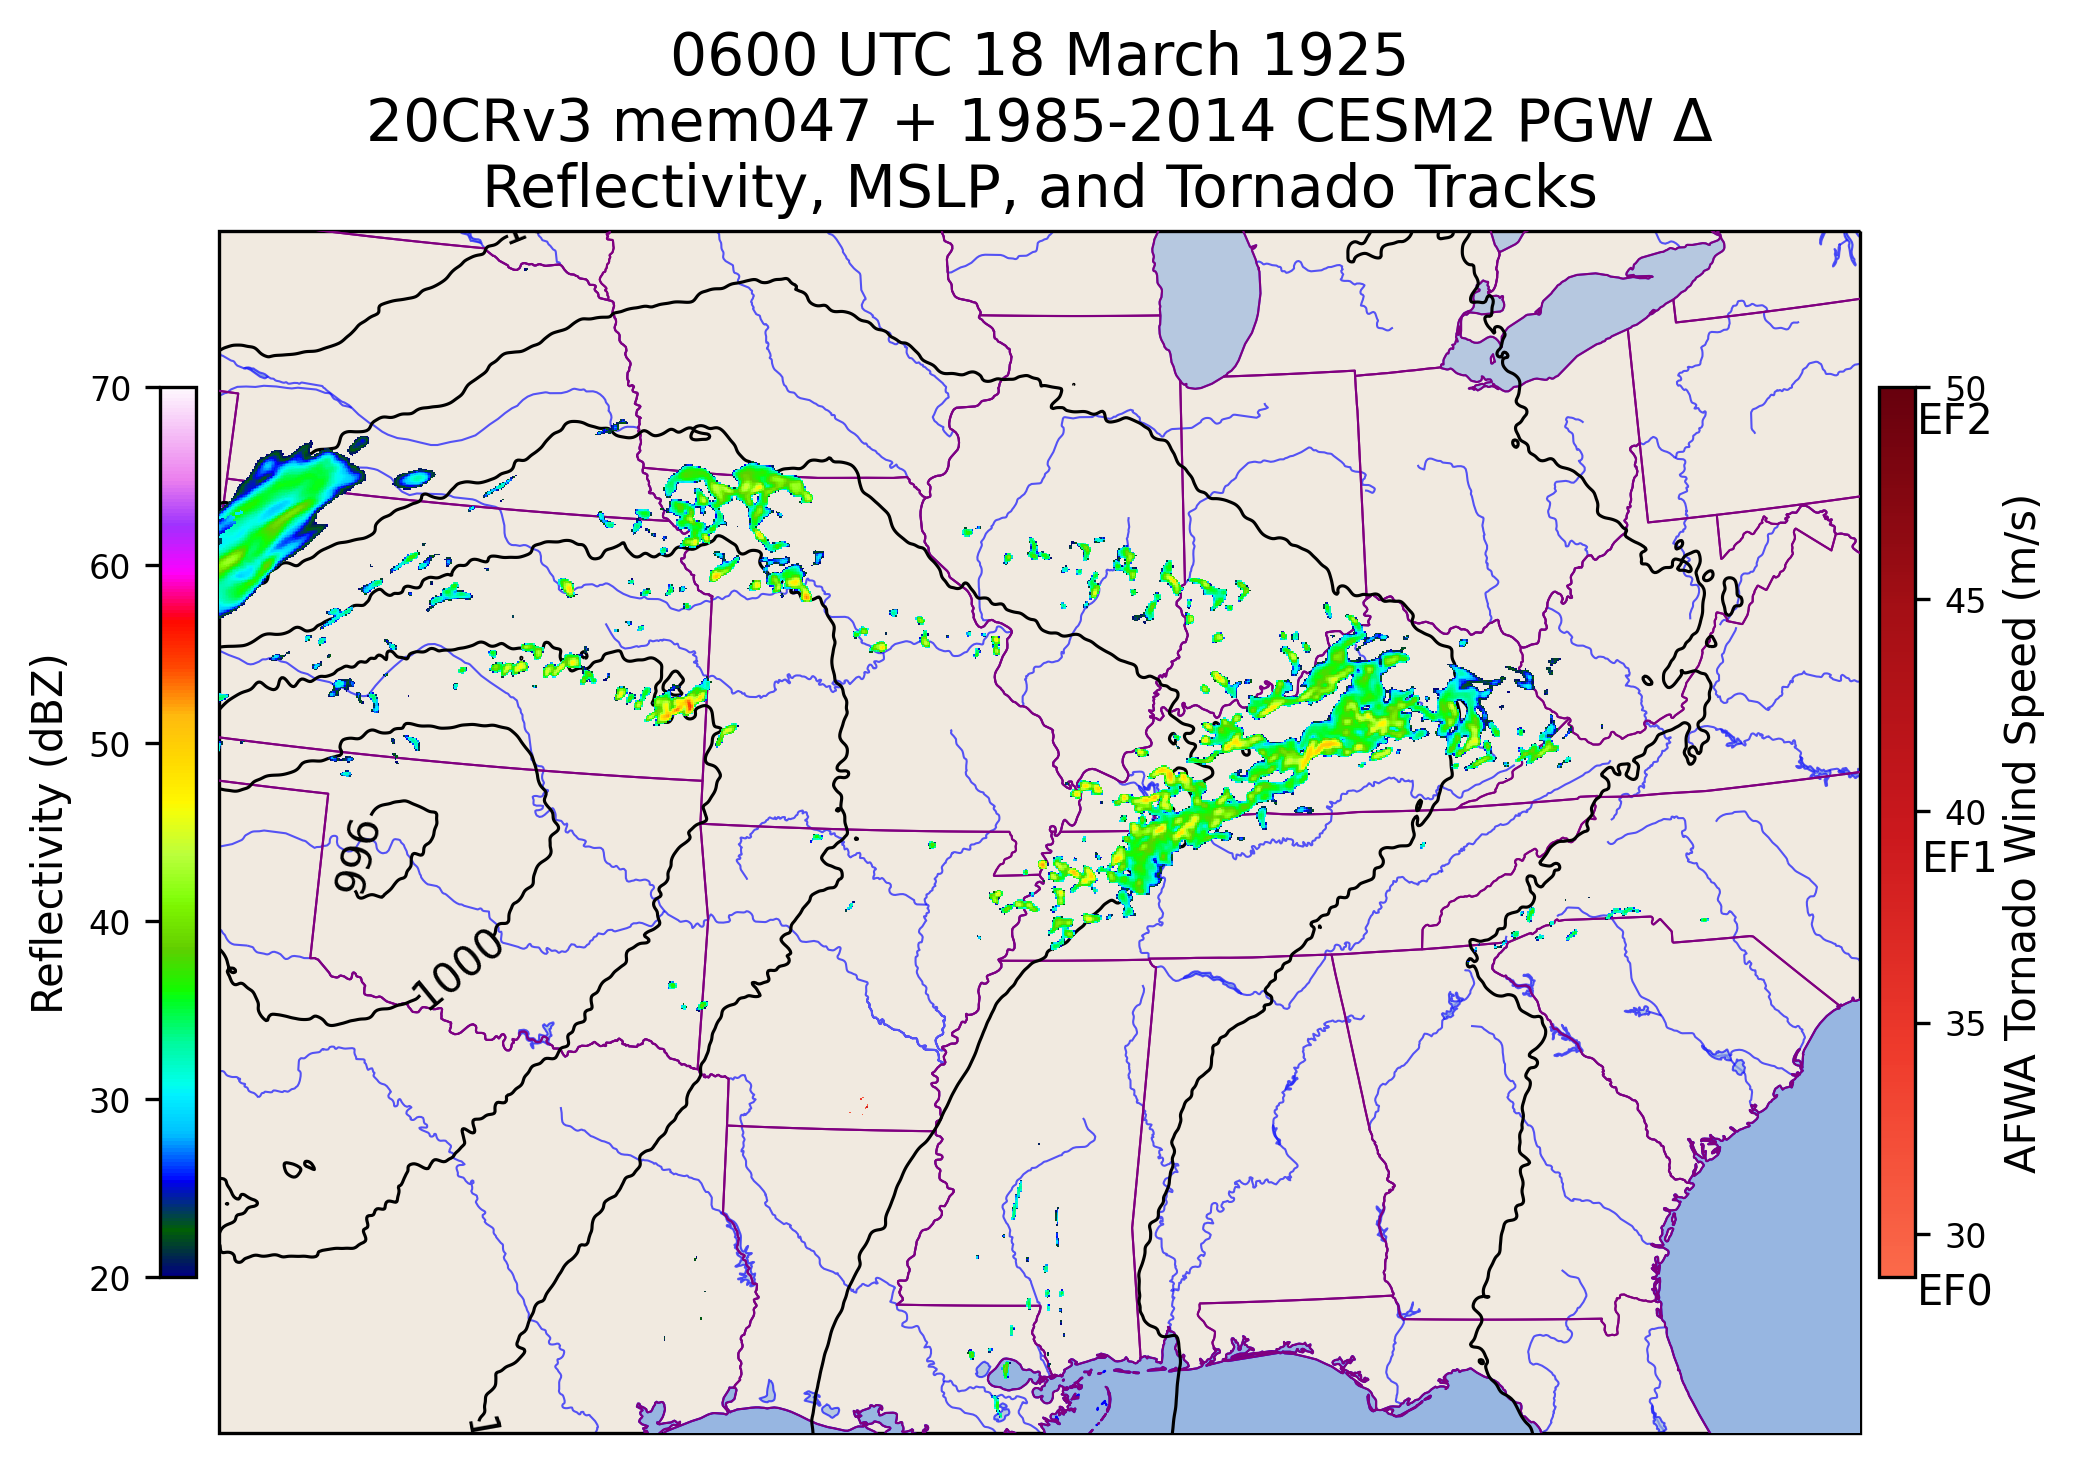 0600 UTC 18 March 1925
20CRv3 mem047 + 1985-2014 CESM2 PGW Δ
Reflectivity, MSLP, and Tornado Tracks
70
60
50
40
30
20
Reflectivity (dBZ)
996
1000
50
EF2
45
40
EF1
35
30
EF0
AFWA Tornado Wind Speed (m/s)